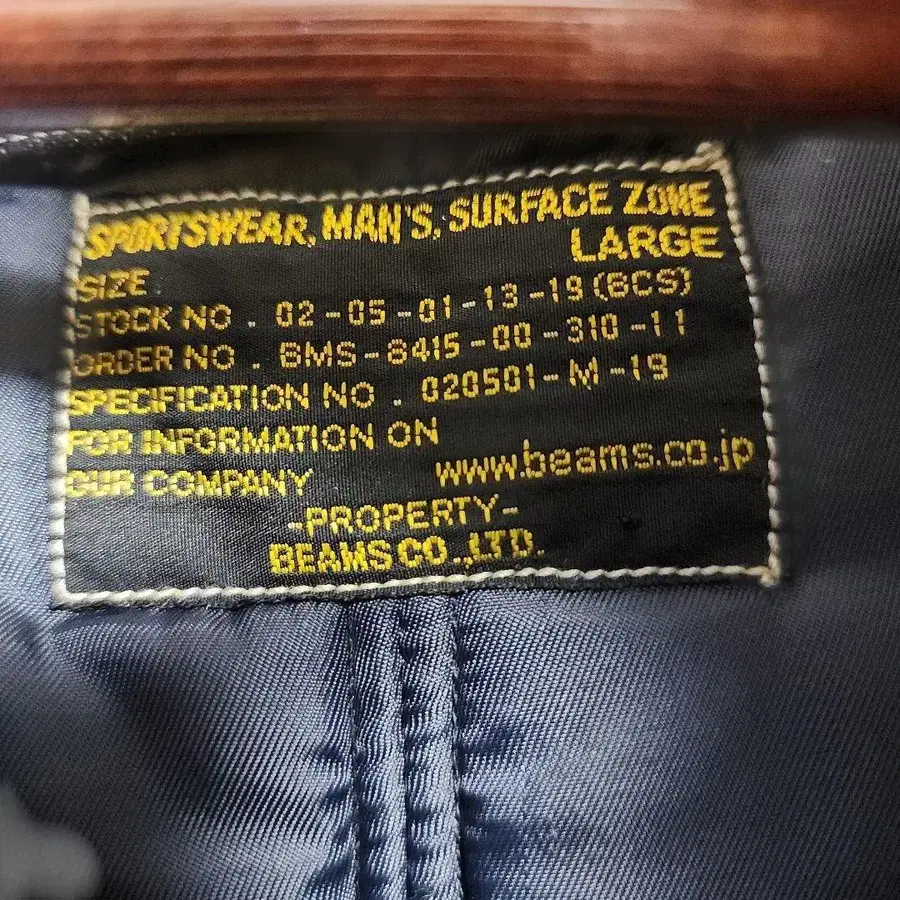 SPORTSWEAR, MAN'S, SURFACE ZONE
SIZE LARGE
STOCK NO . 02-05-01-13-19 (BCS)
ORDER NO . BMS-8415-00-310-11
SPECIFICATION NO . 020501-M-19
FOR INFORMATION ON
OUR COMPANY www.beams.co.jp
-PROPERTY-
BEAMS CO.,LTD.